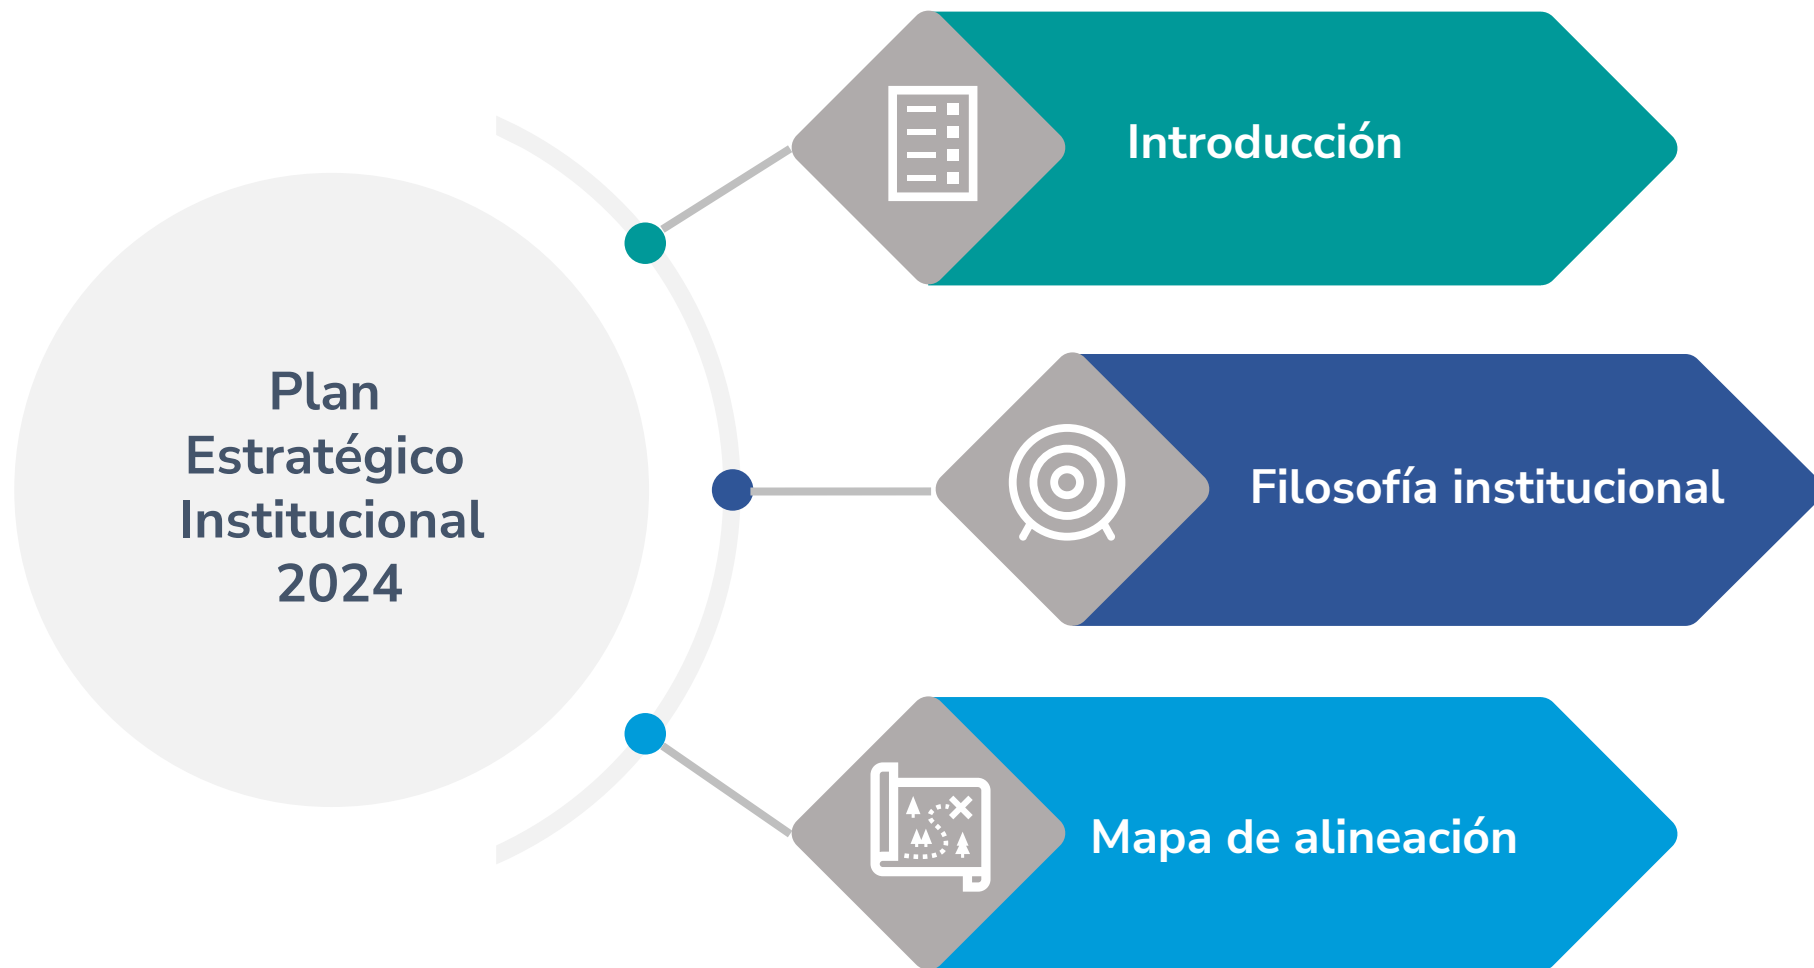 Plan
Estratégico
Institucional
2024
Introducción
Filosofía institucional
Mapa de alineación